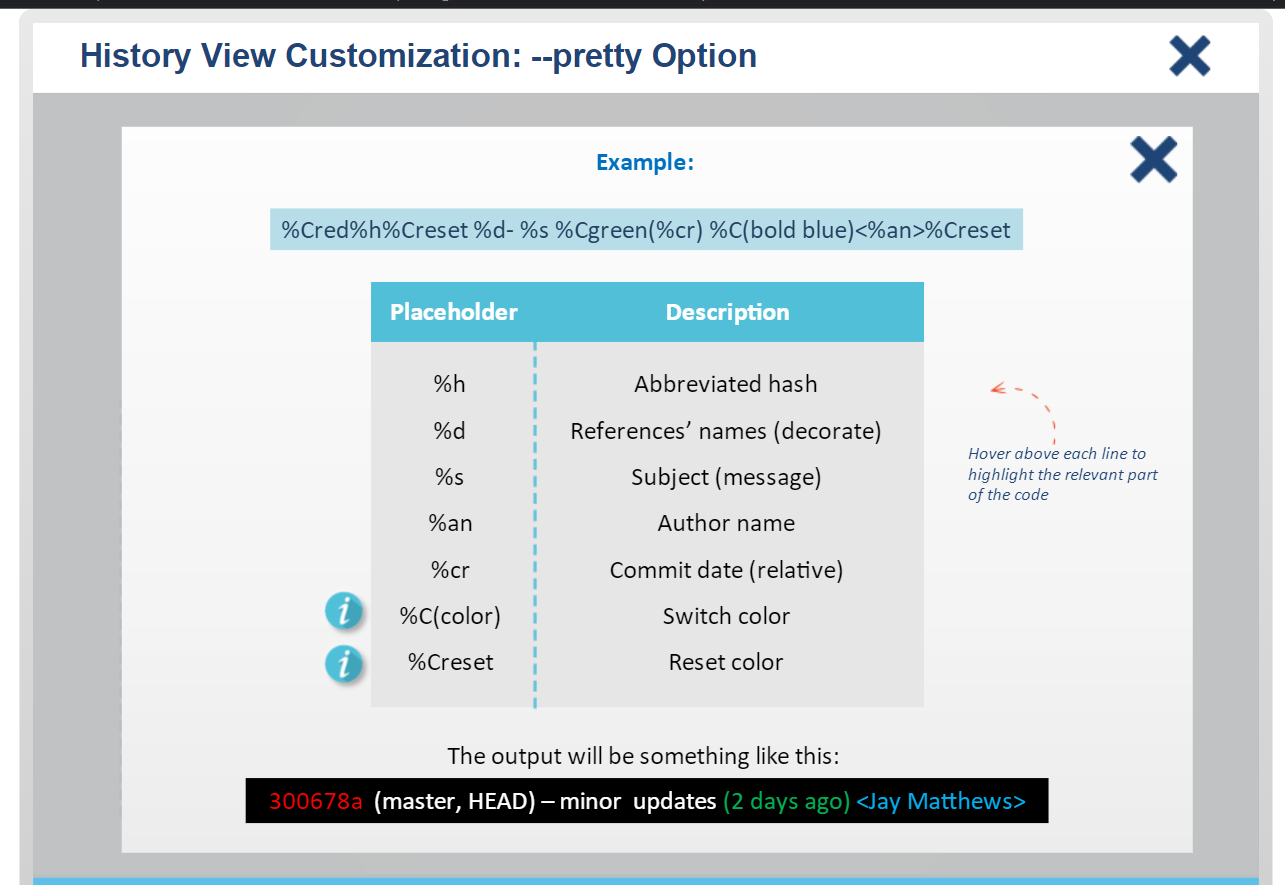 History View Customization: --pretty Option
Example:
%Cred%h%Creset %d- %s %Cgreen(%cr) %C(bold blue)<%an>%Creset
Placeholder Description
%h Abbreviated hash
%d References’ names (decorate)
%s Subject (message)
%an Author name
%cr Commit date (relative)
i %C(color) Switch color
i %Creset Reset color
Hover above each line to
highlight the relevant part
of the code
The output will be something like this:
300678a (master, HEAD) – minor updates (2 days ago) <Jay Matthews>